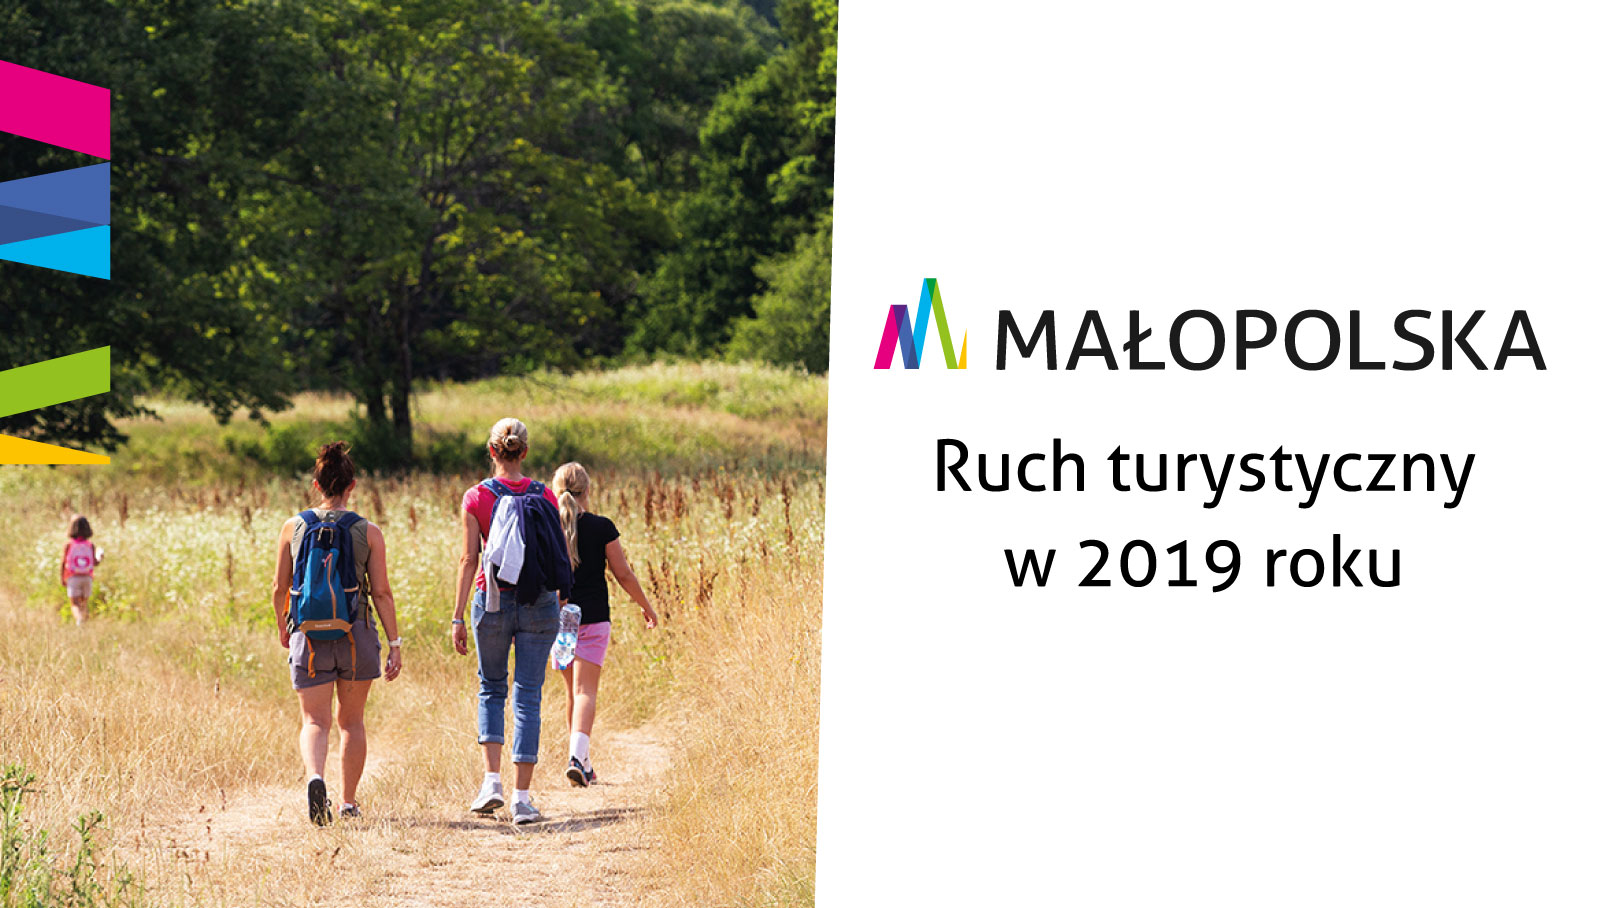 MAŁOPOLSKA
Ruch turystyczny
w 2019 roku